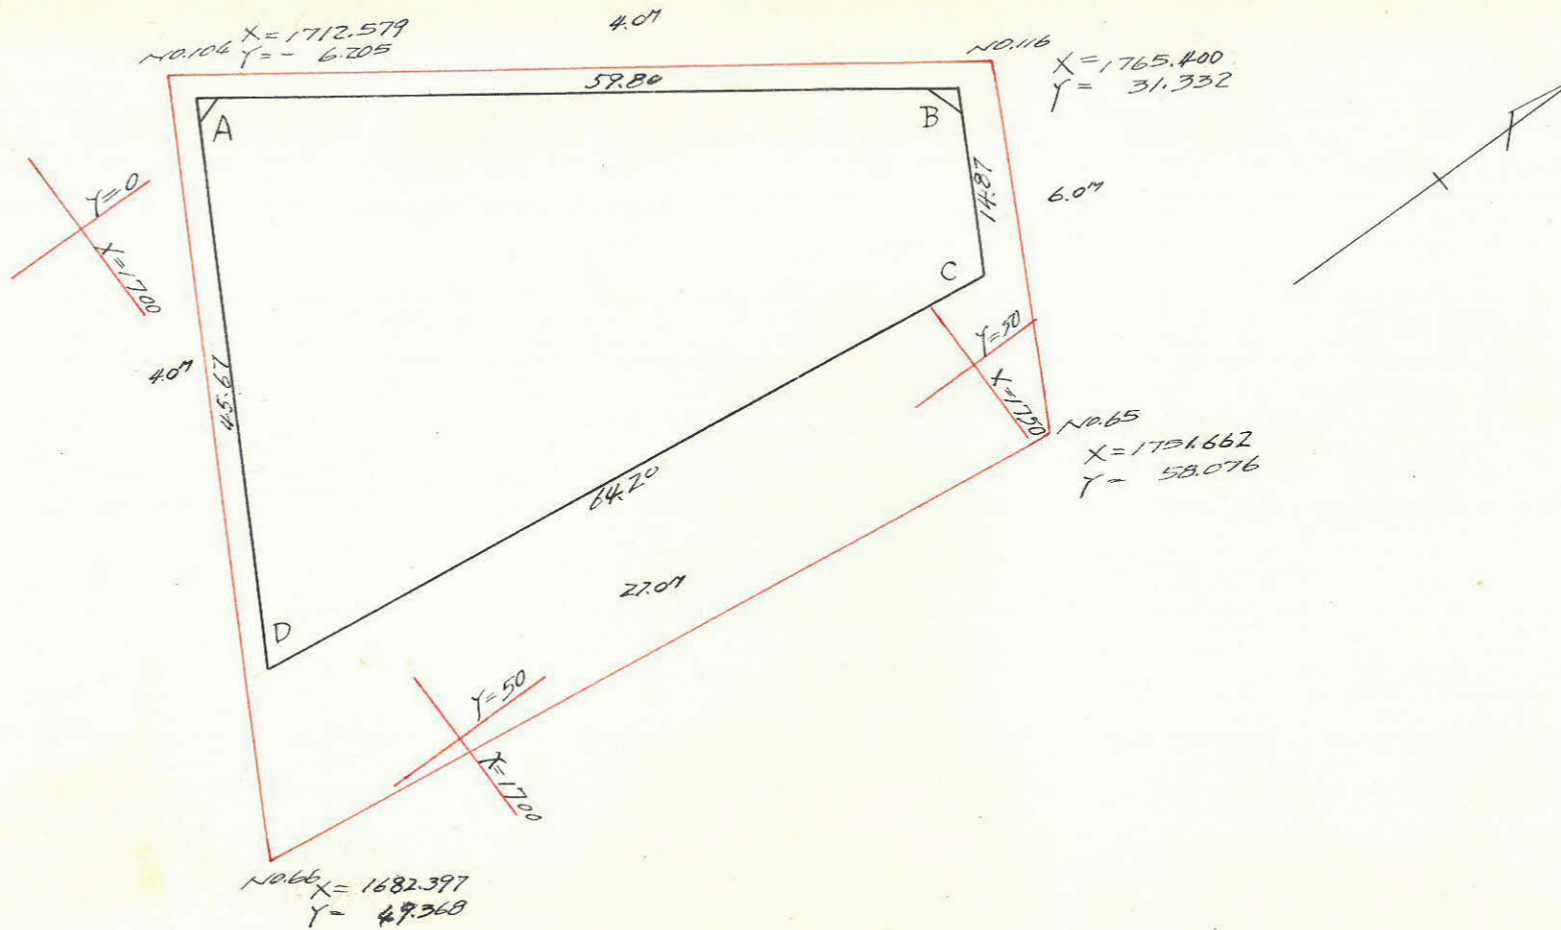 4.0m
NO.104 X=1712.579
Y=- 6.205
NO.116
X=1765.400
Y= 31.332
59.80
A
B
Y=0
X=1700
14.87
6.0m
C
4.0m
45.67
Y=50
X=1750
NO.65
X=1751.662
Y= 58.076
64.20
27.0m
D
Y=50
X=1700
NO.66 X= 1682.397
Y= 49.368